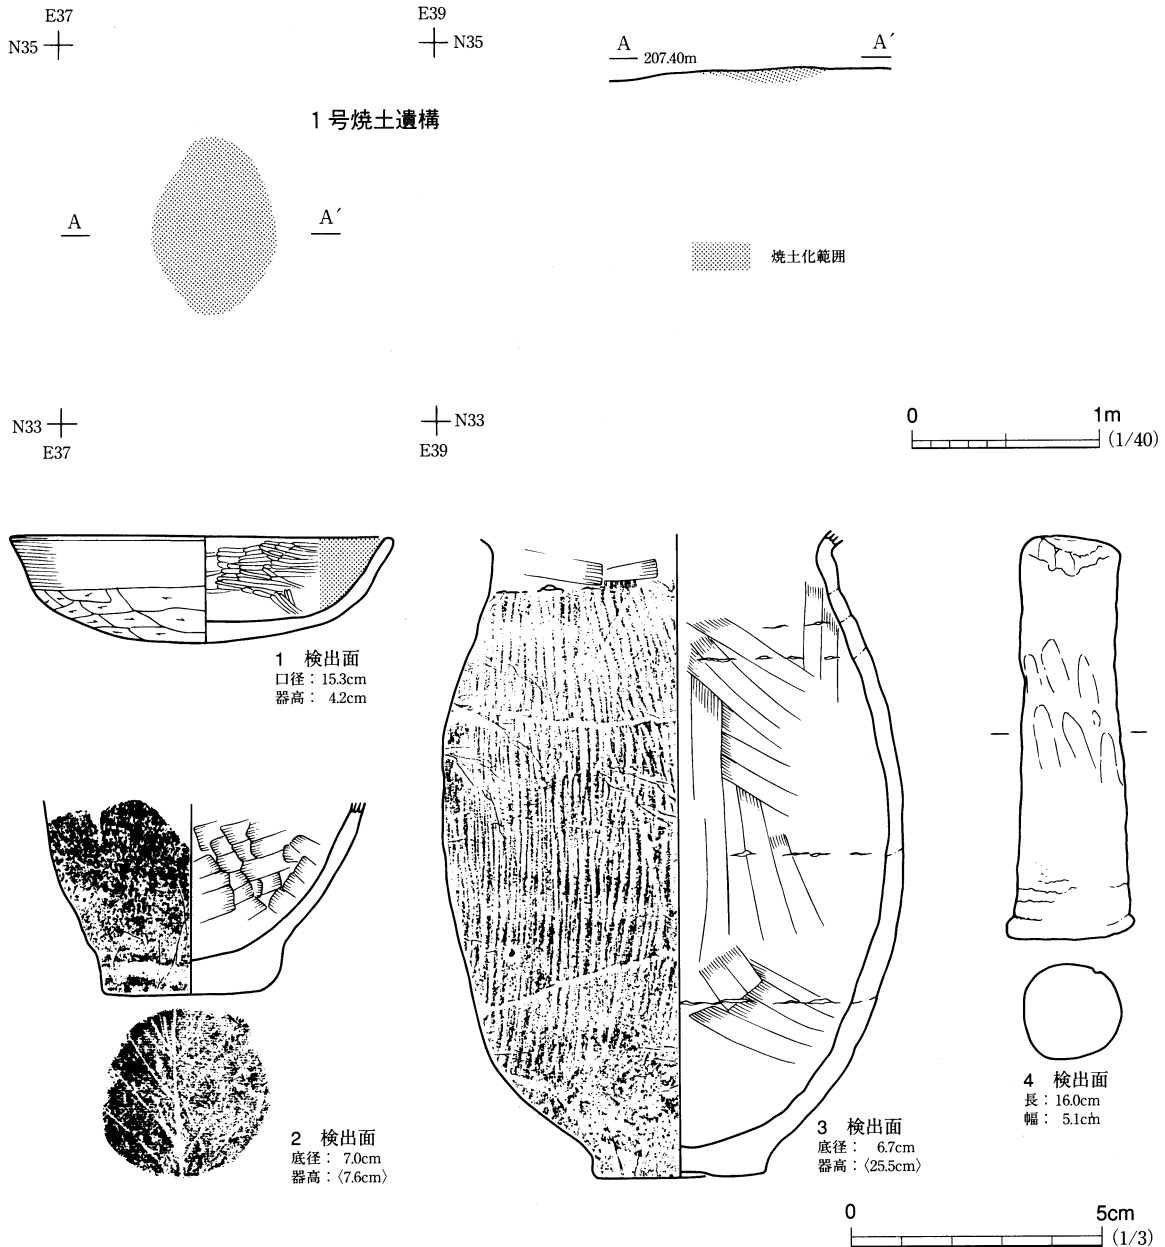 E37
N35
E39
N35
A
207.40m
A′
1号焼土遺構
A
A′
焼土化範囲
N33
E37
N33
E39
0
1m
(1/40)
1 検出面
口径：15.3cm
器高： 4.2cm
2 検出面
底径： 7.0cm
器高：〈7.6cm〉
3 検出面
底径： 6.7cm
器高：〈25.5cm〉
4 検出面
長：16.0cm
幅： 5.1cm
0
5cm
(1/3)